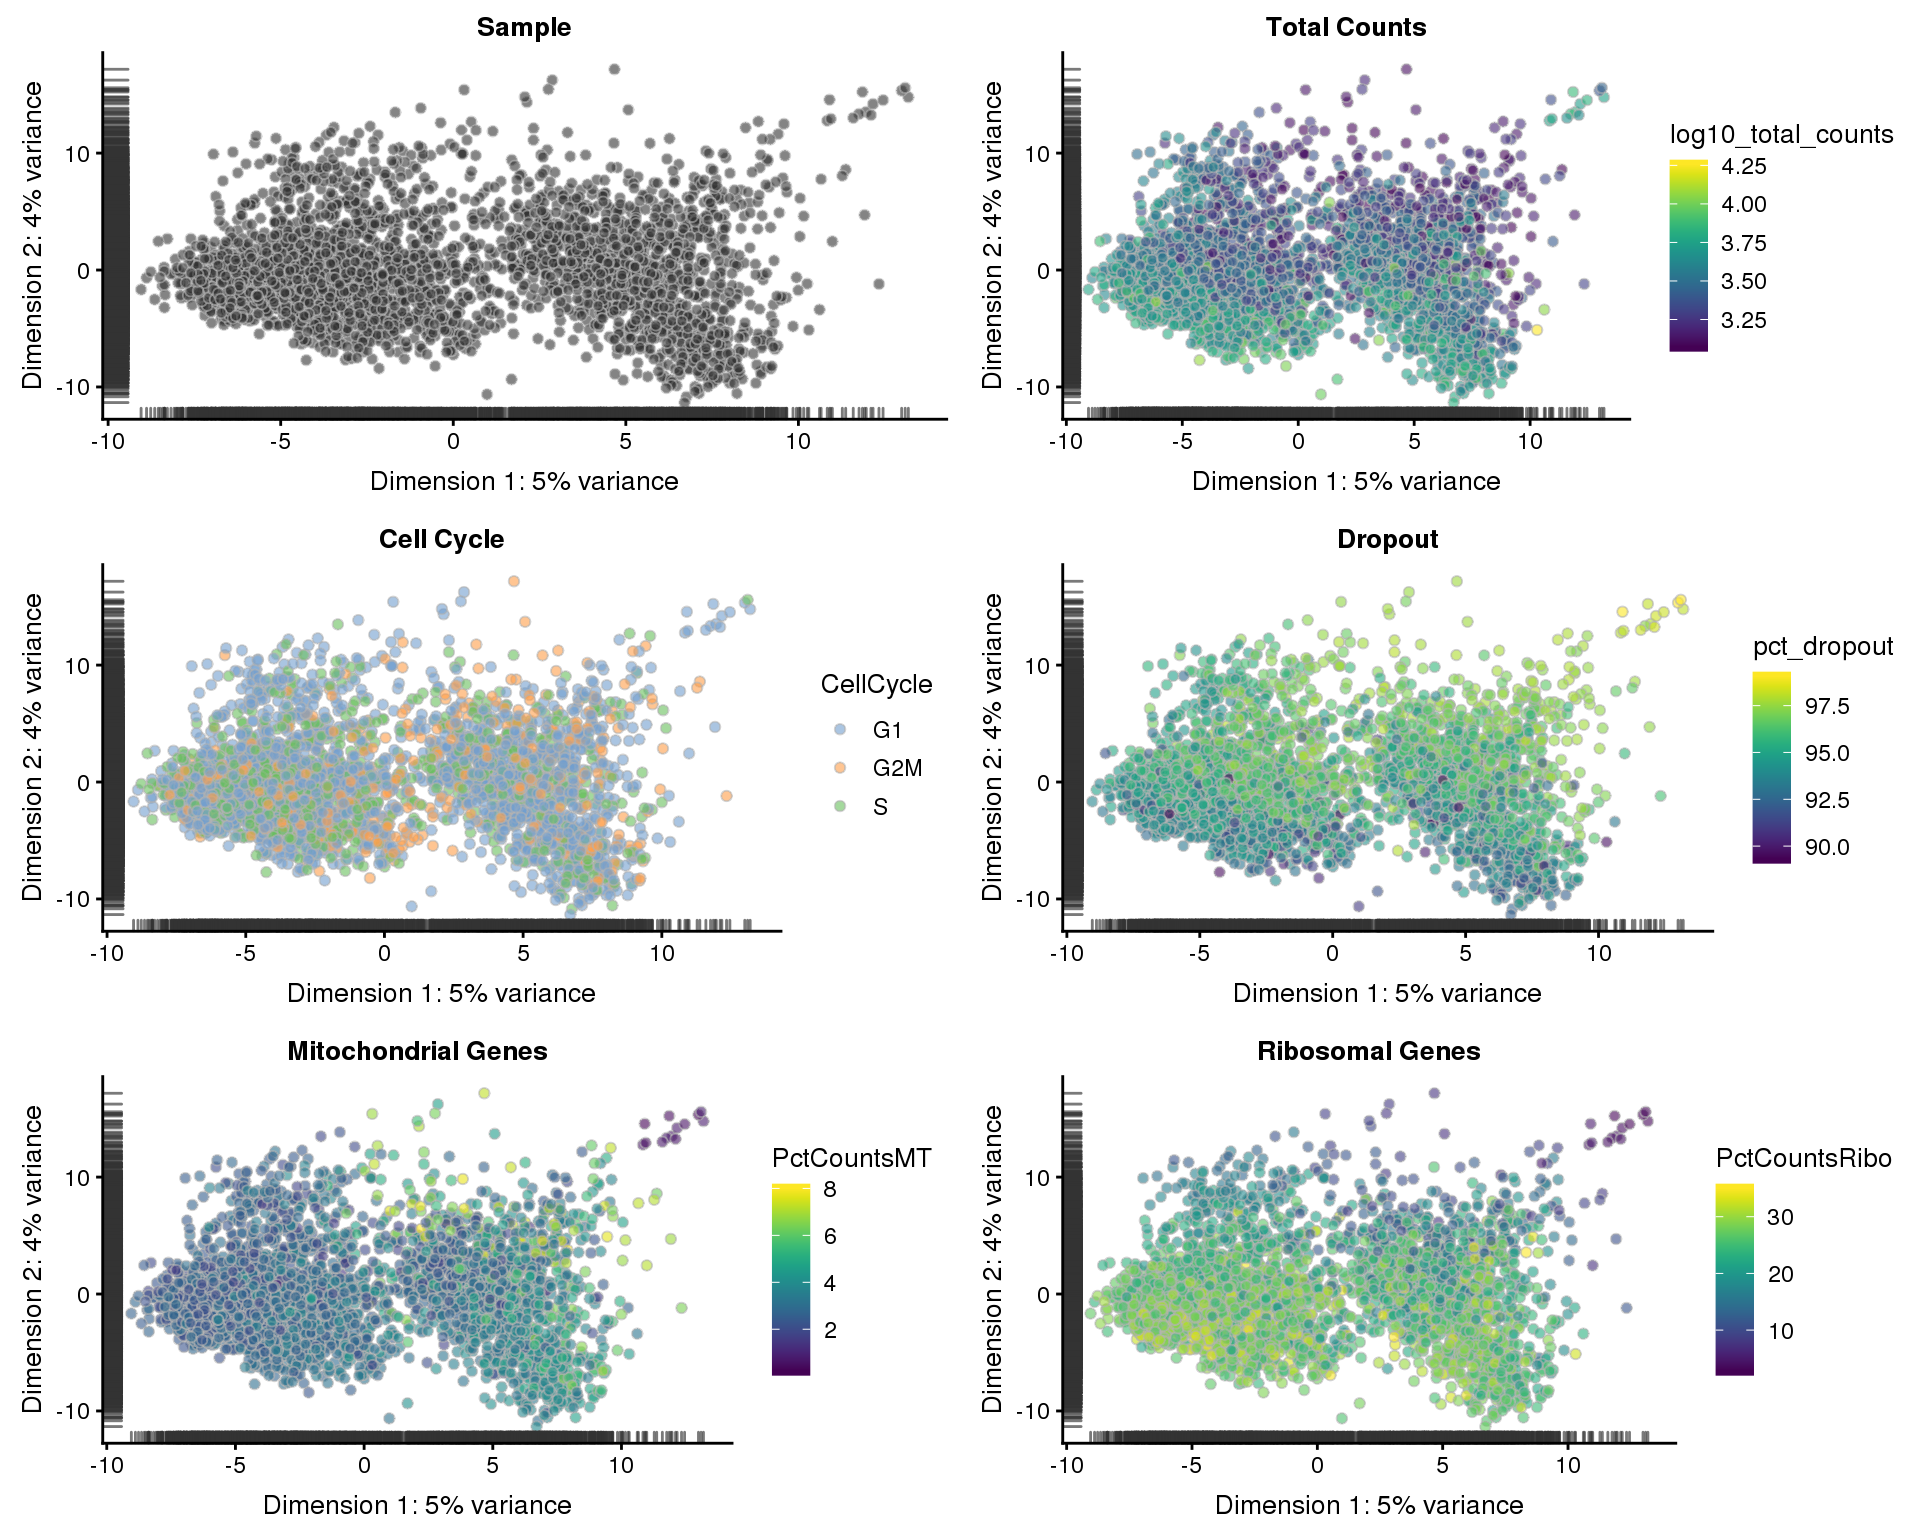 Sample
Dimension 2: 4% variance
10
0
-10
-10 -5 0 5 10
Dimension 1: 5% variance
Total Counts
Dimension 2: 4% variance
10
0
-10
-10 -5 0 5 10
Dimension 1: 5% variance
log10_total_counts
4.25
4.00
3.75
3.50
3.25
Cell Cycle
Dimension 2: 4% variance
10
0
-10
-10 -5 0 5 10
Dimension 1: 5% variance
CellCycle
G1
G2M
S
Dropout
Dimension 2: 4% variance
10
0
-10
-10 -5 0 5 10
Dimension 1: 5% variance
pct_dropout
97.5
95.0
92.5
90.0
Mitochondrial Genes
Dimension 2: 4% variance
10
0
-10
-10 -5 0 5 10
Dimension 1: 5% variance
PctCountsMT
8
6
4
2
Ribosomal Genes
Dimension 2: 4% variance
10
0
-10
-10 -5 0 5 10
Dimension 1: 5% variance
PctCountsRibo
30
20
10